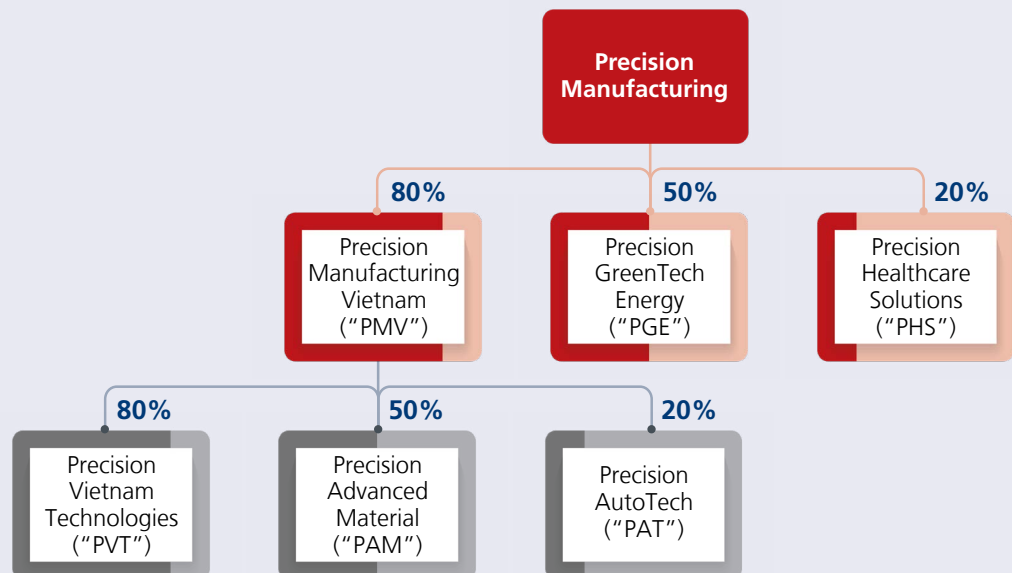 Precision
Manufacturing
80%
50%
20%
Precision
Manufacturing
Vietnam
(“PMV”)
Precision
GreenTech
Energy
(“PGE”)
Precision
Healthcare
Solutions
(“PHS”)
80%
50%
20%
Precision
Vietnam
Technologies
(“PVT”)
Precision
Advanced
Material
(“PAM”)
Precision
AutoTech
(“PAT”)